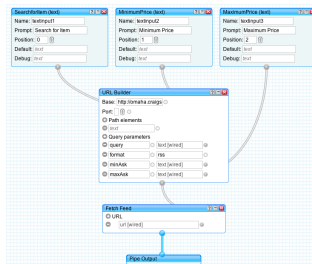 SearchforItem (text)
Name: textinput1
Prompt: Search for Item
Position: 0
Default: text
Debug: text
MinimumPrice (text)
Name: textinput2
Prompt: Minimum Price
Position: 1
Default: text
Debug: text
MaximumPrice (text)
Name: textinput3
Prompt: Maximum Price
Position: 2
Default: text
Debug: text
URL Builder
Base: http://omaha.craigs
Port:
Path elements
text
Query parameters
query text [wired]
format rss
minAsk text [wired]
maxAsk text [wired]
Fetch Feed
URL
url [wired]
Pipe Output